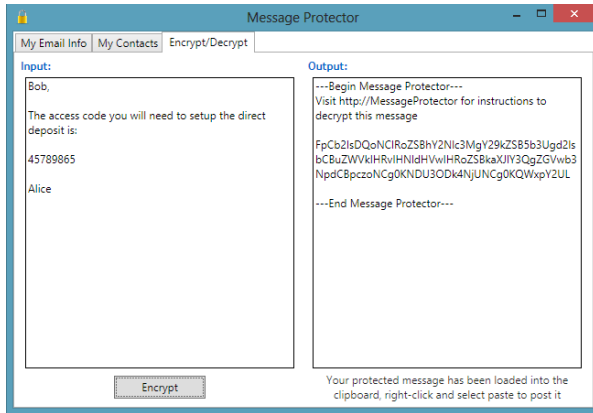 Message Protector
My Email Info My Contacts Encrypt/Decrypt
Input:
Bob,
The access code you will need to setup the direct
deposit is:
45789865
Alice
Encrypt
Output:
---Begin Message Protector---
Visit http://MessageProtector for instructions to
decrypt this message
FpCb2IsDQoNClRoZSBhY2Nlc3MgY29kZSB5b3Ugd2ls
bCBuZWVkIHRvIHNldHVwIHRoZSBkaXJlY3QgZGVwb3
NpdCBpczoNCg0KNDU3ODk4NjUNCg0KQWxpY2UL
---End Message Protector---
Your protected message has been loaded into the
clipboard, right-click and select paste to post it